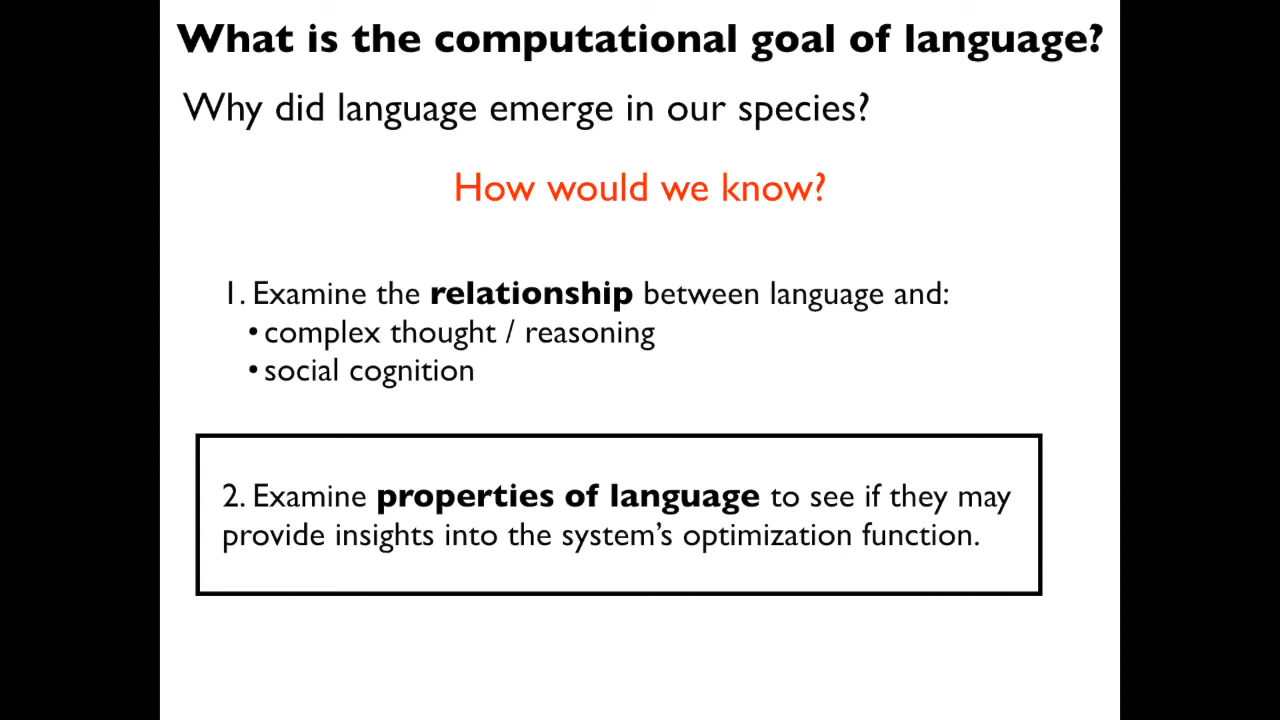 What is the computational goal of language?
Why did language emerge in our species?
How would we know?
1. Examine the relationship between language and:
• complex thought / reasoning
• social cognition
2. Examine properties of language to see if they may
provide insights into the system’s optimization function.